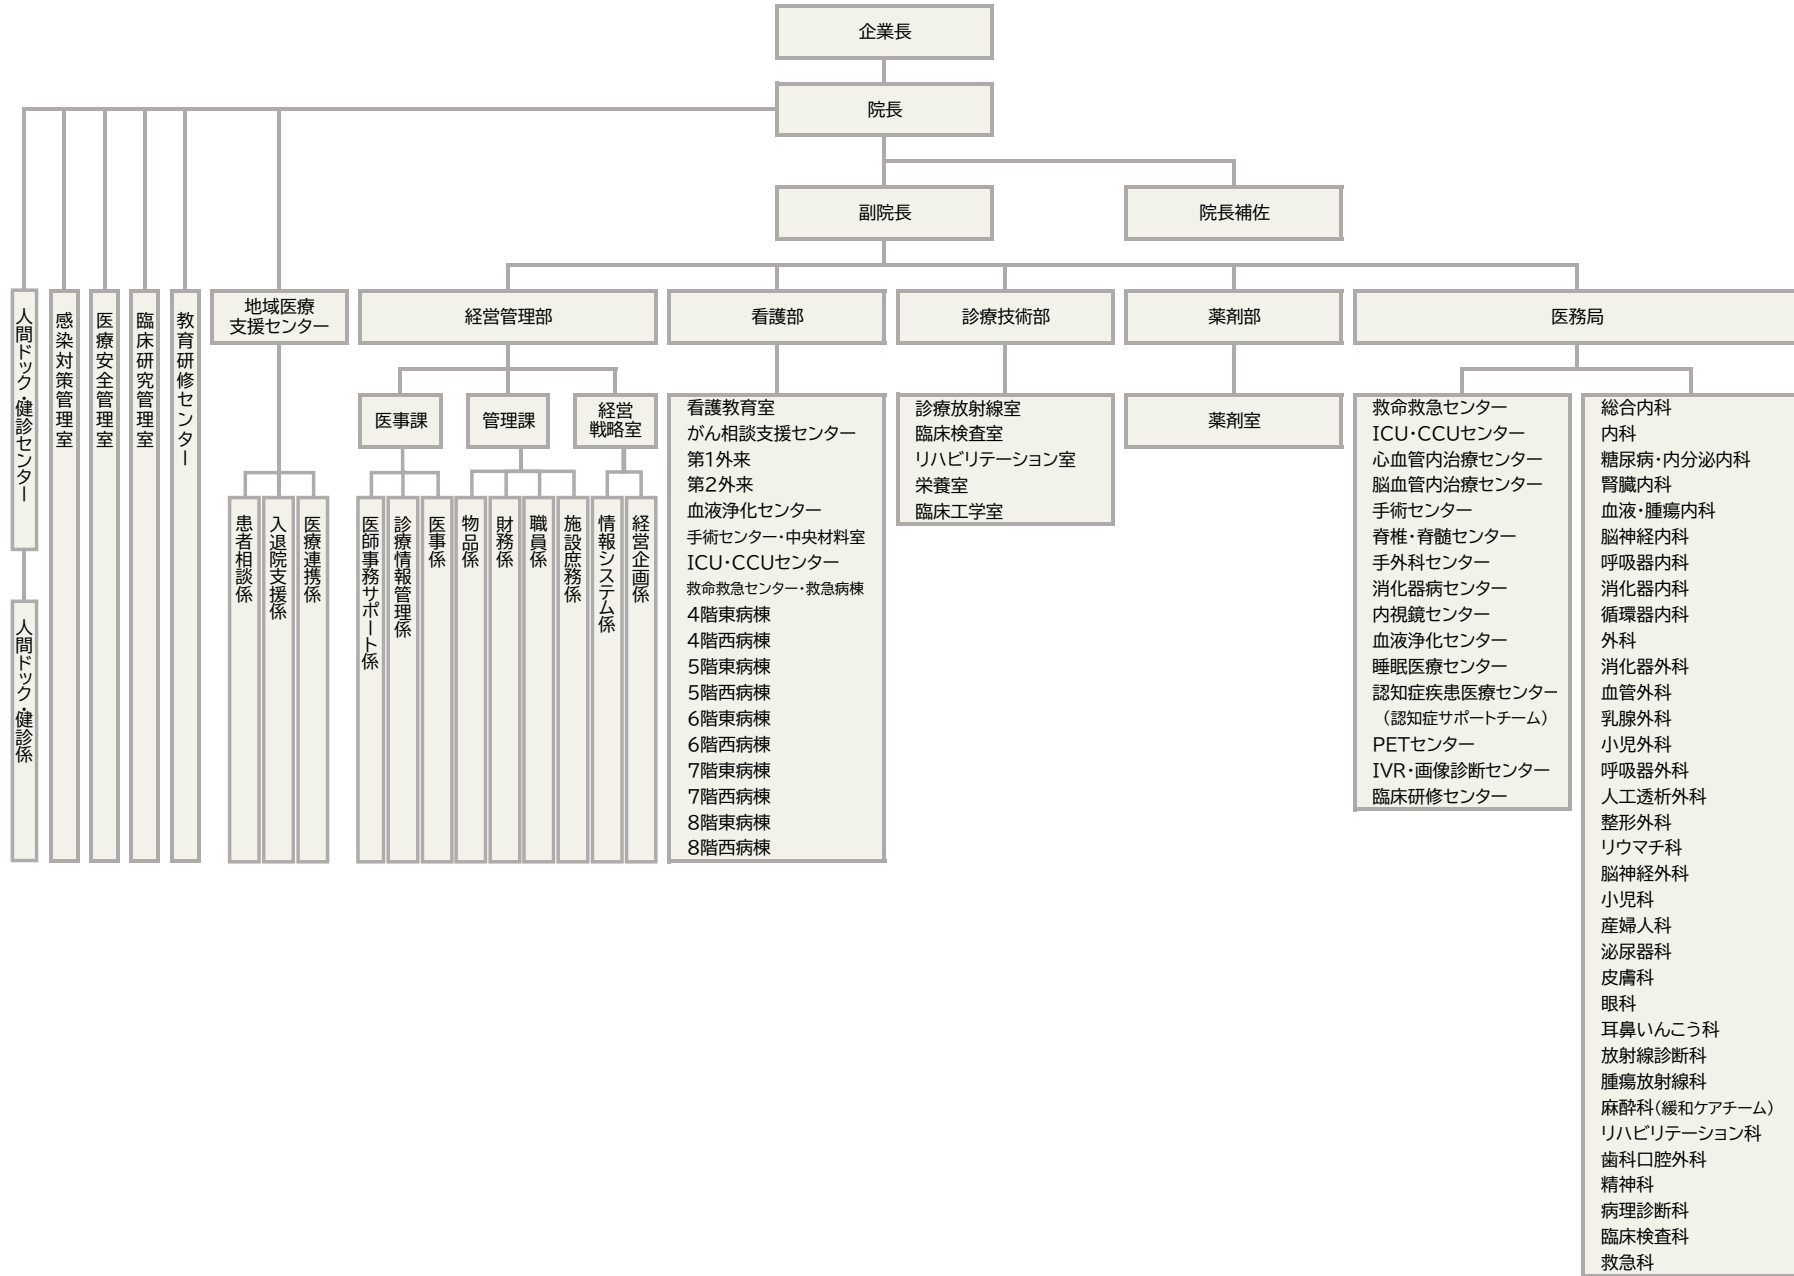 企業長
院長
副院長
院長補佐
人間ドック・健診センター
感染対策管理室
医療安全管理室
臨床研究管理室
教育研修センター
地域医療
支援センター
経営管理部
看護部
診療技術部
薬剤部
医務局
人間ドック・健診係
患者相談係
入退院支援係
医療連携係
医事課
管理課
経営
戦略室
医師事務サポート係
診療情報管理係
医事係
物品係
財務係
職員係
施設庶務係
情報システム係
経営企画係
看護教育室
がん相談支援センター
第1外来
第2外来
血液浄化センター
手術センター・中央材料室
ICU・CCUセンター
救命救急センター・救急病棟
4階東病棟
4階西病棟
5階東病棟
5階西病棟
6階東病棟
6階西病棟
7階東病棟
7階西病棟
8階東病棟
8階西病棟
診療放射線室
臨床検査室
リハビリテーション室
栄養室
臨床工学室
薬剤室
救命救急センター
ICU・CCUセンター
心血管内治療センター
脳血管内治療センター
手術センター
脊椎・脊髄センター
手外科センター
消化器病センター
内視鏡センター
血液浄化センター
睡眠医療センター
認知症疾患医療センター
（認知症サポートチーム）
PETセンター
IVR・画像診断センター
臨床研修センター
総合内科
内科
糖尿病・内分泌内科
腎臓内科
血液・腫瘍内科
脳神経内科
呼吸器内科
消化器内科
循環器内科
外科
消化器外科
血管外科
乳腺外科
小児外科
呼吸器外科
人工透析外科
整形外科
リウマチ科
脳神経外科
小児科
産婦人科
泌尿器科
皮膚科
眼科
耳鼻いんこう科
放射線診断科
腫瘍放射線科
麻酔科（緩和ケアチーム）
リハビリテーション科
歯科口腔外科
精神科
病理診断科
臨床検査科
救急科